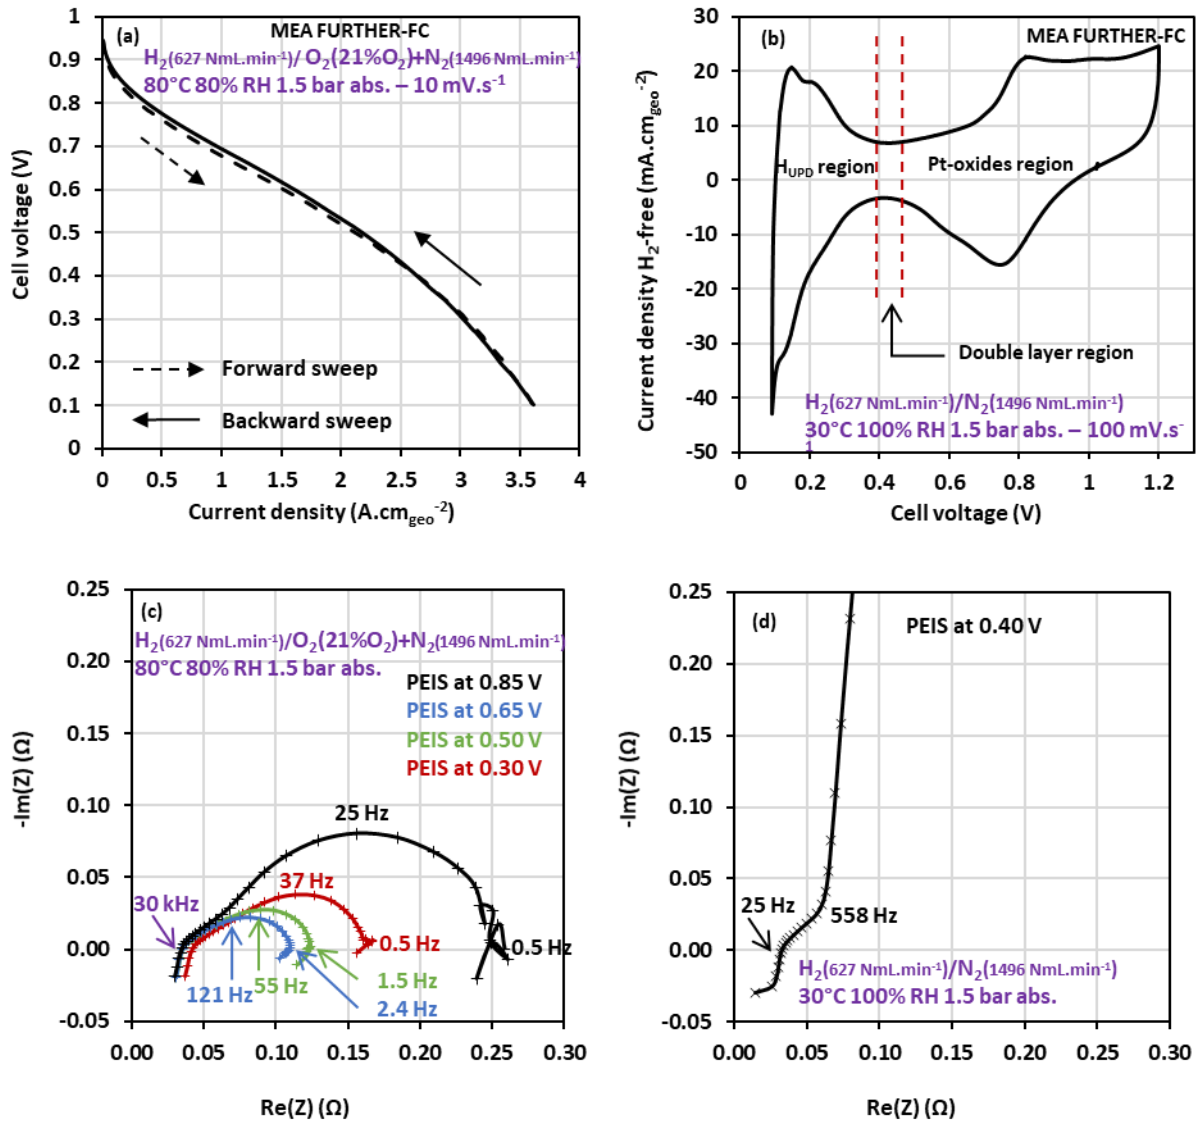 (a)
MEA FURTHER-FC
H2(627 NmL.min-1)/ O2(21%O2)+N2(1496 NmL.min-1)
80°C 80% RH 1.5 bar abs. – 10 mV.s-1
Cell voltage (V)
1
0.9
0.8
0.7
0.6
0.5
0.4
0.3
0.2
0.1
0
Forward sweep
Backward sweep
0 0.5 1 1.5 2 2.5 3 3.5 4
Current density (A.cmgeo-2)
(b)
MEA FURTHER-FC
Current density H2-free (mA.cmgeo-2)
30
20
10
0
-10
-20
-30
-40
-50
HUPD region
Pt-oxides region
Double layer region
H2(627 NmL.min-1)/N2(1496 NmL.min-1)
30°C 100% RH 1.5 bar abs. – 100 mV.s-
1
0 0.2 0.4 0.6 0.8 1 1.2
Cell voltage (V)
(c)
H2(627 NmL.min-1)/O2(21%O2)+N2(1496 NmL.min-1)
80°C 80% RH 1.5 bar abs.
PEIS at 0.85 V
PEIS at 0.65 V
PEIS at 0.50 V
PEIS at 0.30 V
-Im(Z) (Ω)
0.25
0.20
0.15
0.10
0.05
0.00
-0.05
25 Hz
37 Hz
30 kHz
0.5 Hz
0.5 Hz
121 Hz
55 Hz
1.5 Hz
2.4 Hz
0.00 0.05 0.10 0.15 0.20 0.25 0.30
Re(Z) (Ω)
(d)
PEIS at 0.40 V
-Im(Z) (Ω)
0.25
0.20
0.15
0.10
0.05
0.00
-0.05
25 Hz
558 Hz
H2(627 NmL.min-1)/N2(1496 NmL.min-1)
30°C 100% RH 1.5 bar abs.
0.00 0.05 0.10 0.15 0.20 0.25 0.30
Re(Z) (Ω)